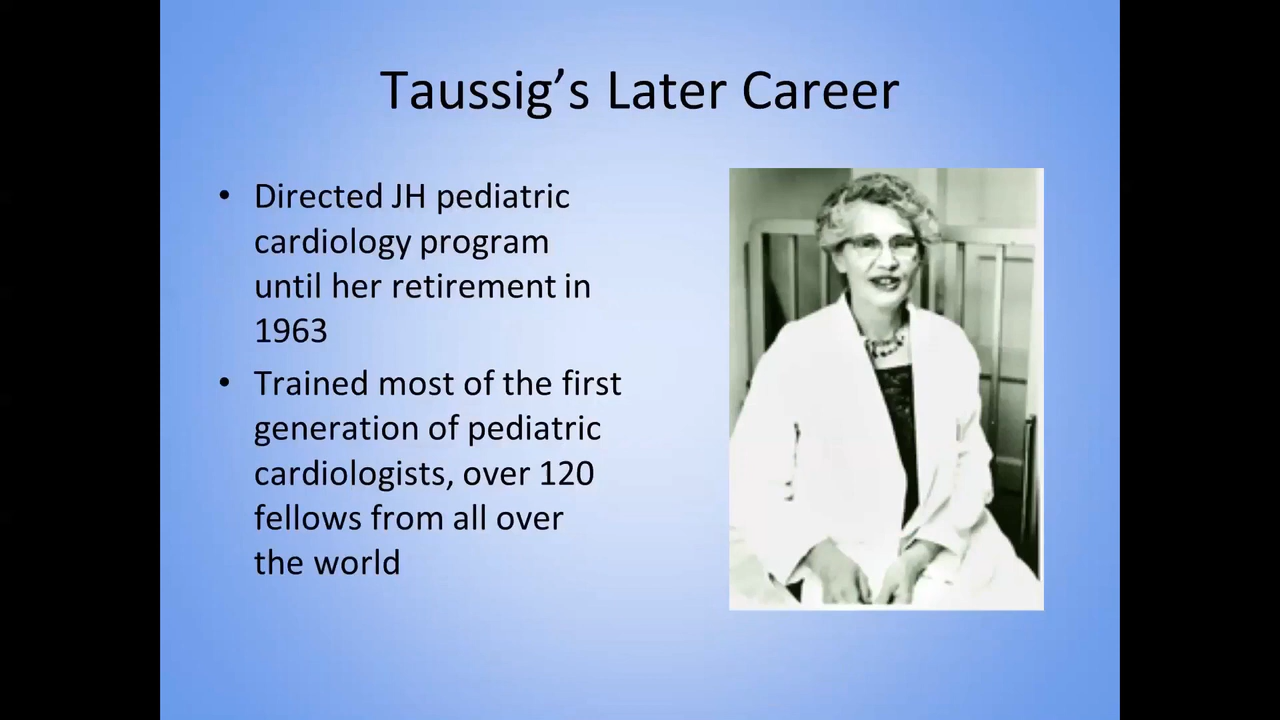 Taussig’s Later Career
• Directed JH pediatric
cardiology program
until her retirement in
1963
• Trained most of the first
generation of pediatric
cardiologists, over 120
fellows from all over
the world